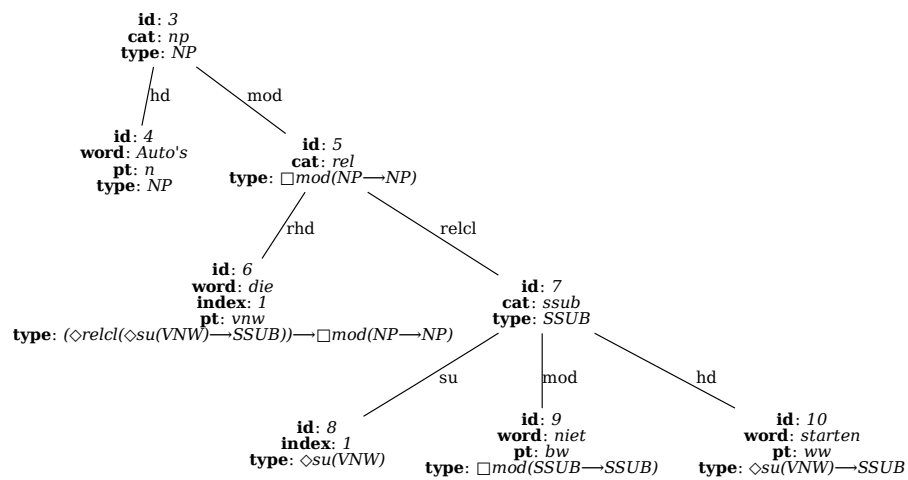 id: 3
cat: np
type: NP
hd
mod
id: 4
word: Auto's
pt: n
type: NP
id: 5
cat: rel
type: □mod(NP⟶NP)
rhd
relcl
id: 6
word: die
index: 1
pt: vnw
type: (◇relcl(◇su(VNW)⟶SSUB))⟶□mod(NP⟶NP)
id: 7
cat: ssub
type: SSUB
su
mod
hd
id: 8
index: 1
type: ◇su(VNW)
id: 9
word: niet
pt: bw
type: □mod(SSUB⟶SSUB)
id: 10
word: starten
pt: ww
type: ◇su(VNW)⟶SSUB